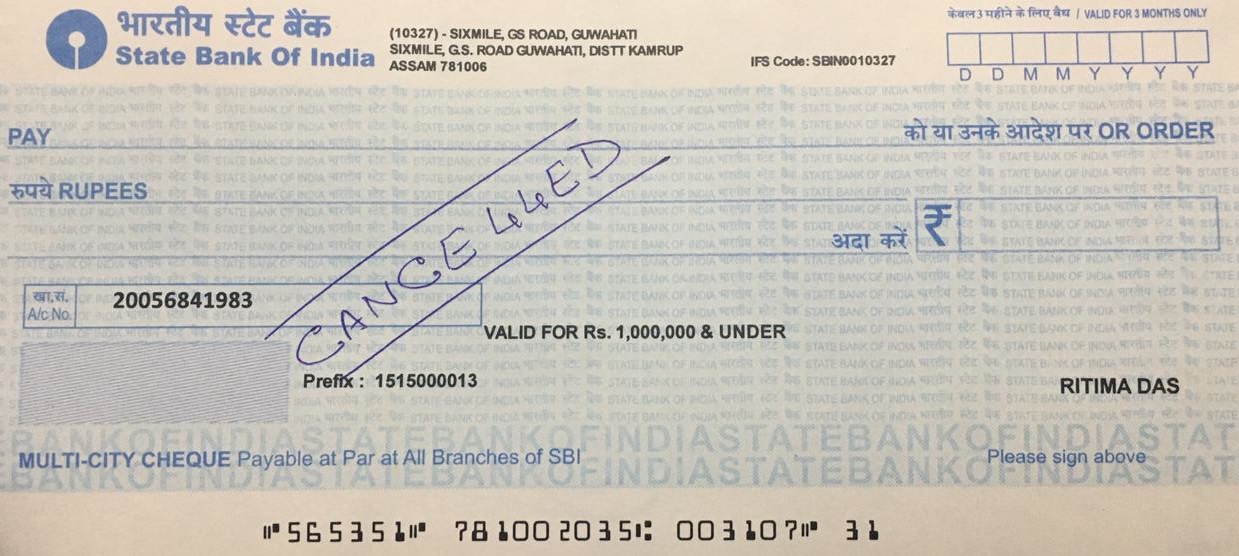 भारतीय स्टेट बैंक
State Bank Of India
(10327) - SIXMILE, GS ROAD, GUWAHATI
SIXMILE, G.S. ROAD GUWAHATI, DISTT KAMRUP
ASSAM 781006
IFS Code: SBIN0010327
केवल 3 महीने के लिए वैध / VALID FOR 3 MONTHS ONLY
D D M M Y Y Y Y
PAY
को या उनके आदेश पर OR ORDER
रुपये RUPEES
अदा करें ₹
CANCELLED
खा.सं. A/c No.
20056841983
VALID FOR Rs. 1,000,000 & UNDER
Prefix : 1515000013
RITIMA DAS
BANKOFINDIASTATEBANKOFINDIASTATEBANKOFINDIASTAT
MULTI-CITY CHEQUE Payable at Par at All Branches of SBI
Please sign above
⑈565351⑈ 781002035⑆ 003107⑈ 31